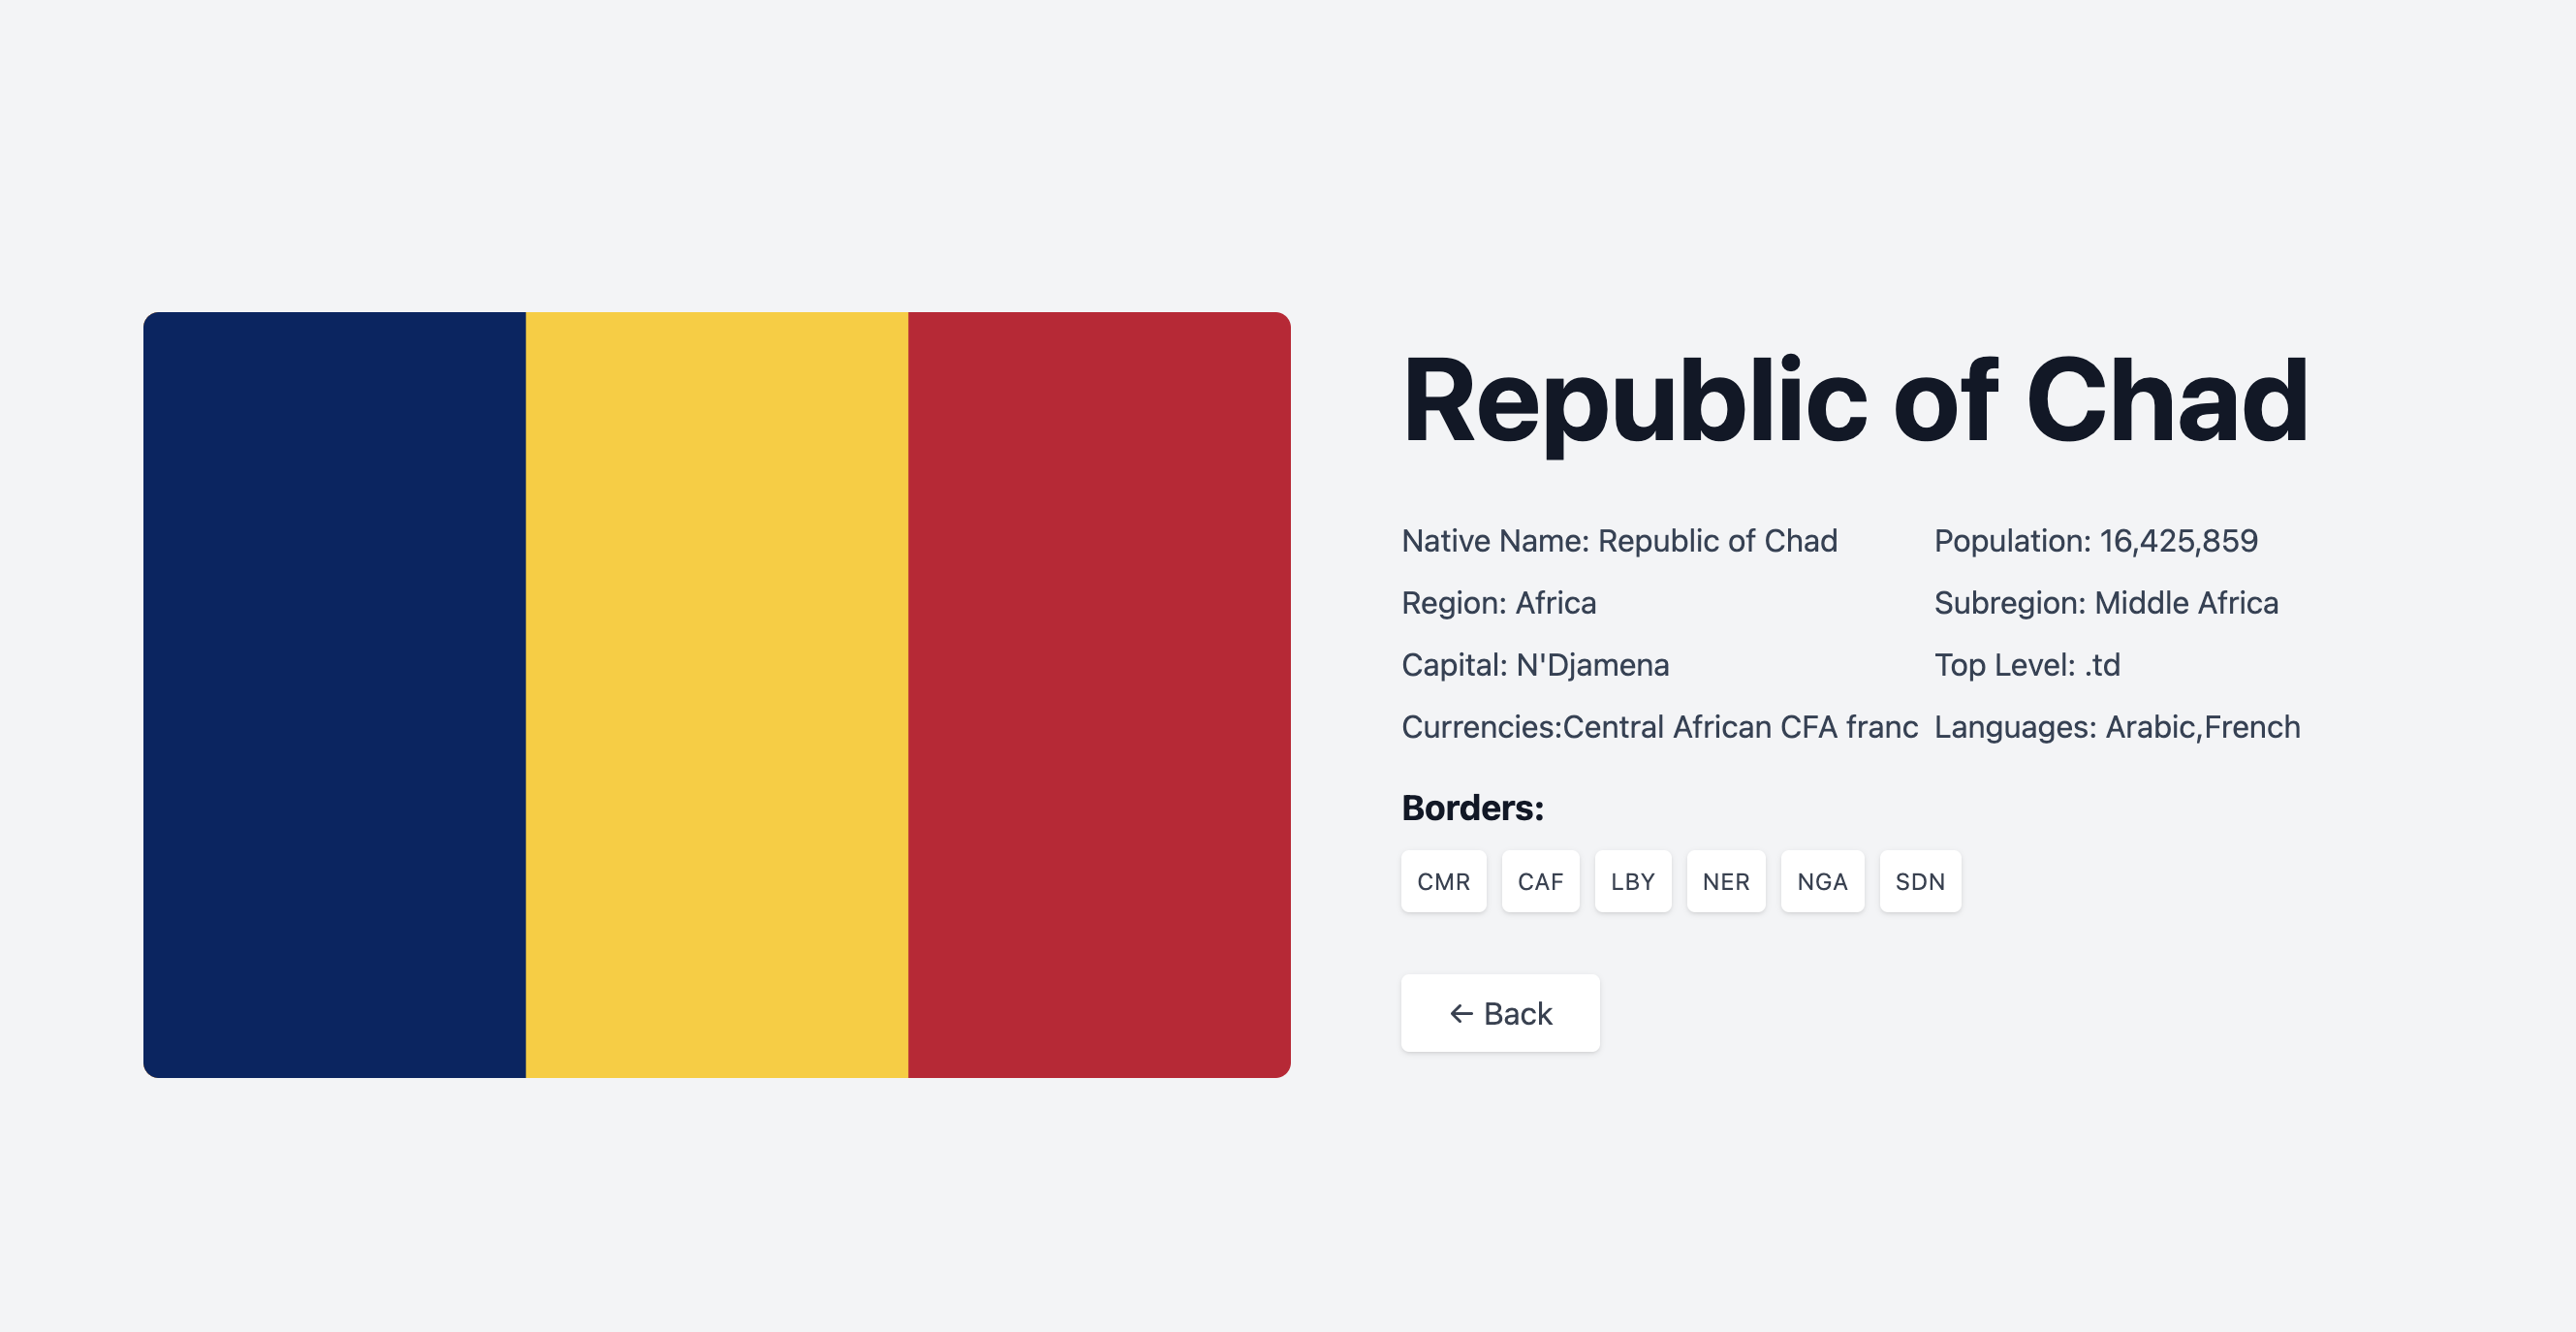 Republic of Chad
Native Name: Republic of Chad
Population: 16,425,859
Region: Africa
Subregion: Middle Africa
Capital: N'Djamena
Top Level: .td
Currencies:Central African CFA franc
Languages: Arabic,French
Borders:
CMR CAF LBY NER NGA SDN
← Back